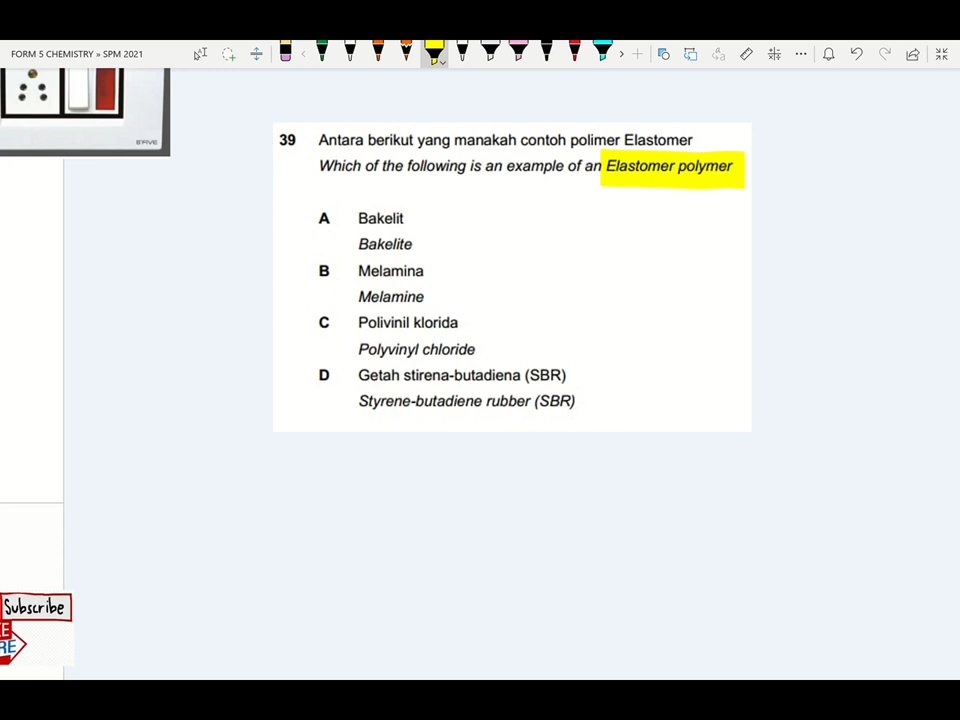 FORM 5 CHEMISTRY » SPM 2021
B'FIVE
39 Antara berikut yang manakah contoh polimer Elastomer
Which of the following is an example of an Elastomer polymer
A Bakelit
Bakelite
B Melamina
Melamine
C Polivinil klorida
Polyvinyl chloride
D Getah stirena-butadiena (SBR)
Styrene-butadiene rubber (SBR)
Subscribe